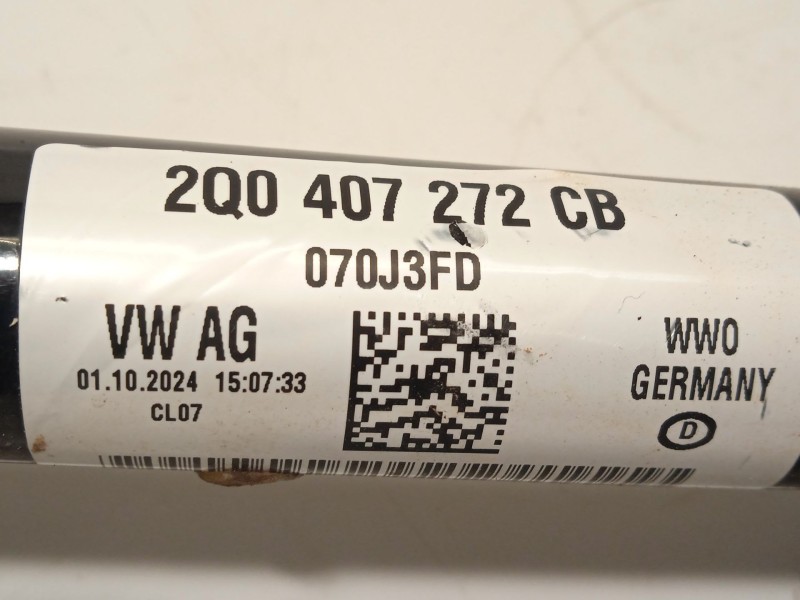 2Q0 407 272 CB
070J3FD
VW AG
01.10.2024 15:07:33
CL07
WWO
GERMANY
D